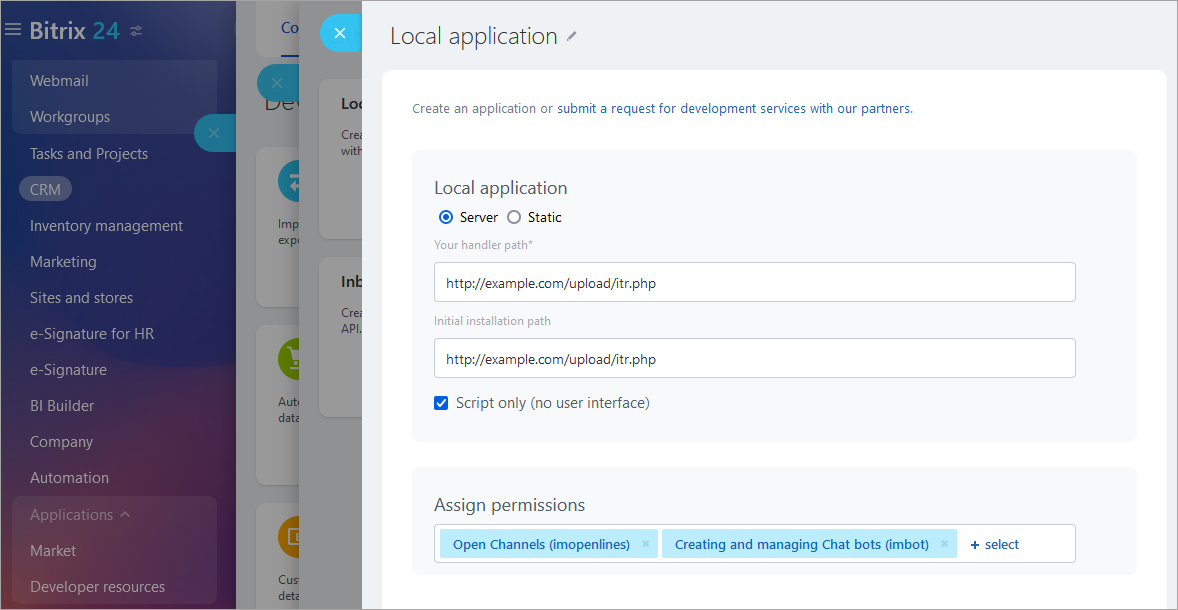 Bitrix 24
Webmail
Workgroups
Tasks and Projects
CRM
Inventory management
Marketing
Sites and stores
e-Signature for HR
e-Signature
BI Builder
Company
Automation
Applications
Market
Developer resources
Co
Dev
Imp
expe
Auto
data
Cus
deta
Loc
Crea
with
Inb
Crea
API.
Local application
Create an application or submit a request for development services with our partners.
Local application
Server Static
Your handler path*
http://example.com/upload/itr.php
Initial installation path
http://example.com/upload/itr.php
Script only (no user interface)
Assign permissions
Open Channels (imopenlines) × Creating and managing Chat bots (imbot) × + select